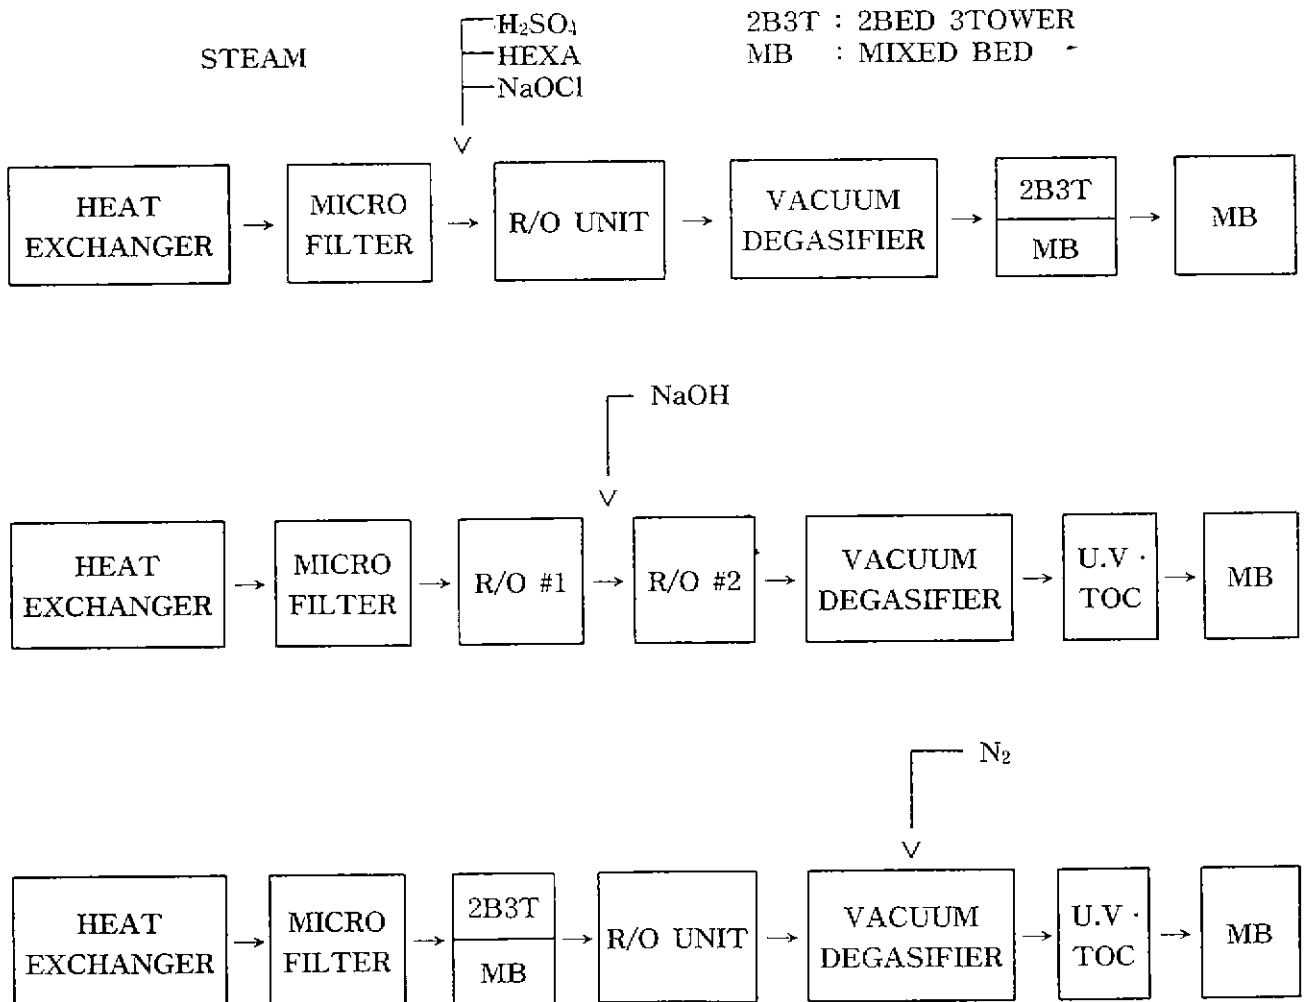 H₂SO₄
STEAM
HEXA
NaOCl
2B3T : 2BED 3TOWER
MB : MIXED BED
HEAT
EXCHANGER
MICRO
FILTER
R/O UNIT
VACUUM
DEGASIFIER
2B3T
MB
MB
NaOH
HEAT
EXCHANGER
MICRO
FILTER
R/O #1
R/O #2
VACUUM
DEGASIFIER
U.V ·
TOC
MB
N₂
HEAT
EXCHANGER
MICRO
FILTER
2B3T
MB
R/O UNIT
VACUUM
DEGASIFIER
U.V ·
TOC
MB